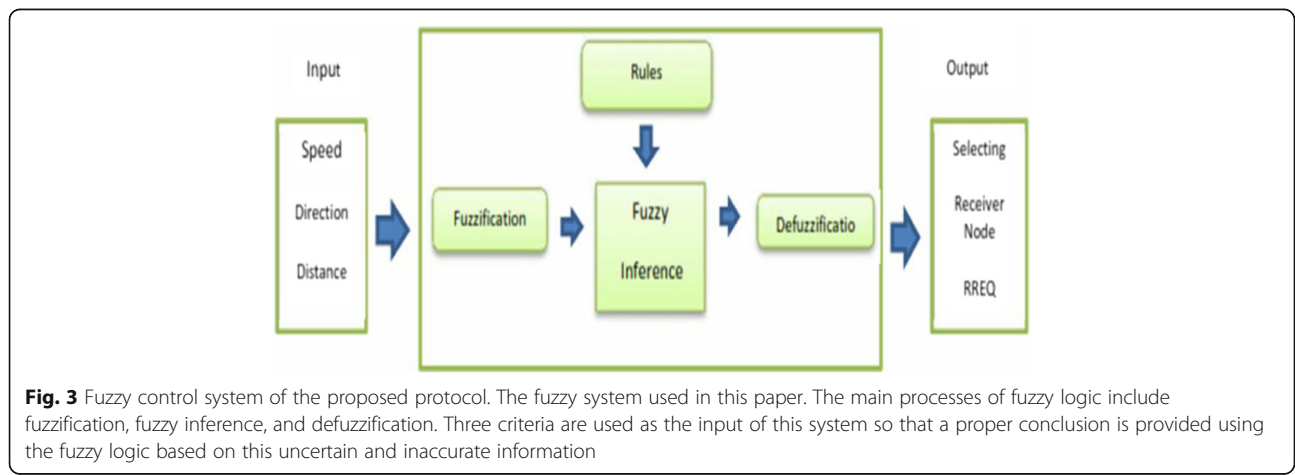 Input
Speed
Direction
Distance
Rules
Fuzzification
Fuzzy
Inference
Defuzzificatio
Output
Selecting
Receiver
Node
RREQ
Fig. 3 Fuzzy control system of the proposed protocol. The fuzzy system used in this paper. The main processes of fuzzy logic include
fuzzification, fuzzy inference, and defuzzification. Three criteria are used as the input of this system so that a proper conclusion is provided using
the fuzzy logic based on this uncertain and inaccurate information